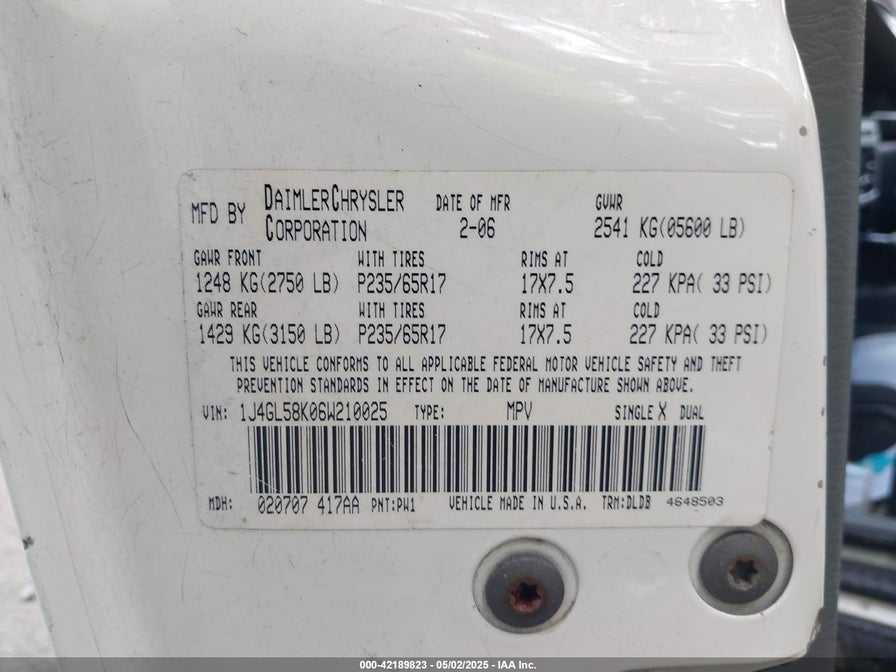 MFD BY DAIMLERCHRYSLER CORPORATION DATE OF MFR 2-06 GVWR 2541 KG(05600 LB)
GAWR FRONT WITH TIRES RIMS AT COLD
1248 KG(2750 LB) P235/65R17 17X7.5 227 KPA( 33 PSI)
GAWR REAR WITH TIRES RIMS AT COLD
1429 KG(3150 LB) P235/65R17 17X7.5 227 KPA( 33 PSI)
THIS VEHICLE CONFORMS TO ALL APPLICABLE FEDERAL MOTOR VEHICLE SAFETY AND THEFT
PREVENTION STANDARDS IN EFFECT ON THE DATE OF MANUFACTURE SHOWN ABOVE.
VIN: 1J4GL58K06W210025 TYPE: MPV SINGLE X DUAL
MDH: 020707 417AA PNT:PW1 VEHICLE MADE IN U.S.A. TRM:DLDB 4648503
000-42189823 - 05/02/2025 - IAA Inc.